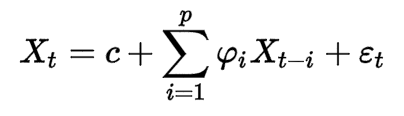 X_t = c + \sum_{i=1}^{p} \varphi_i X_{t-i} + \varepsilon_t